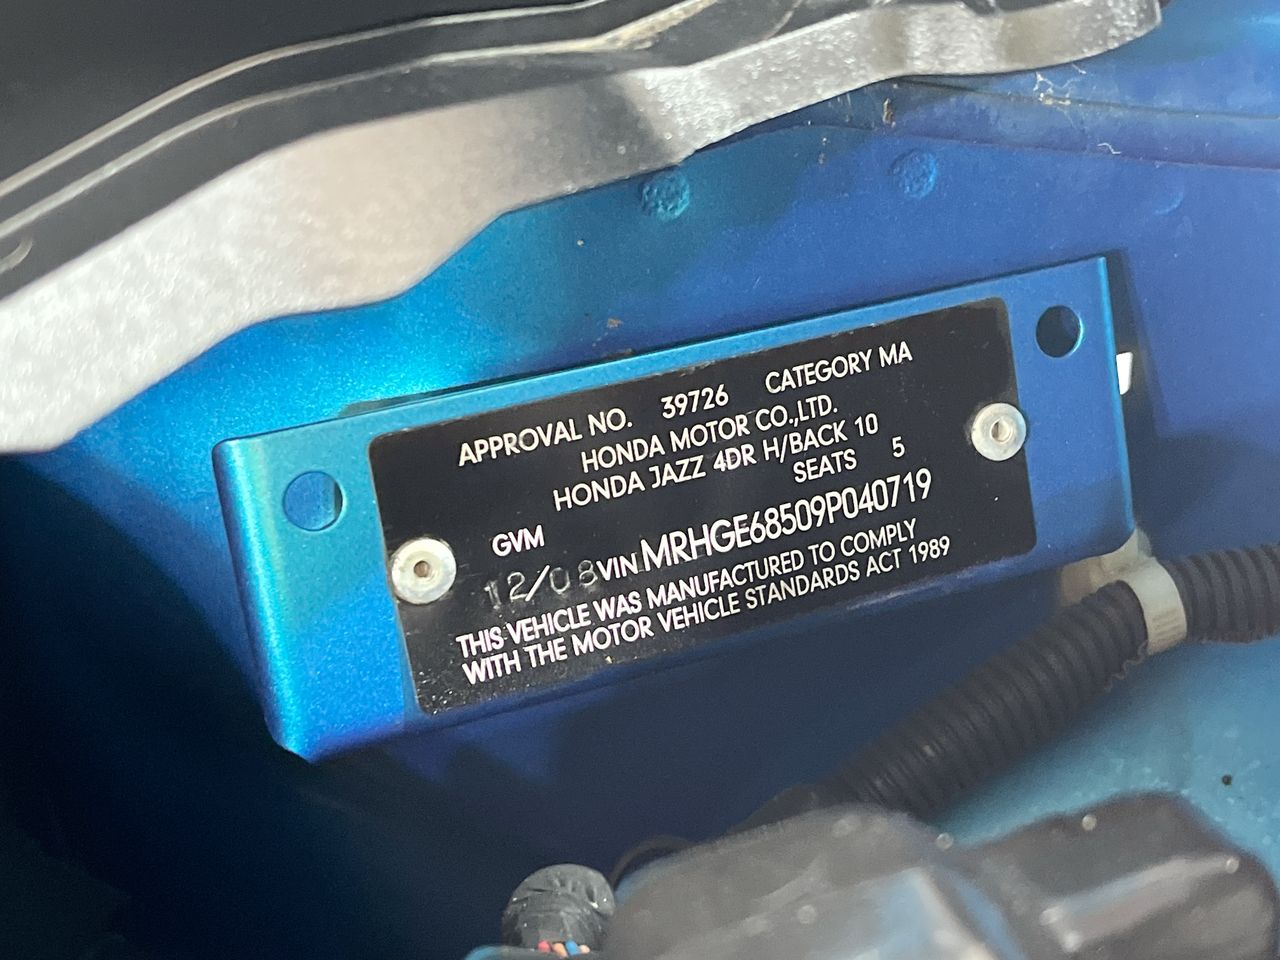 APPROVAL NO. 39726 CATEGORY MA
HONDA MOTOR CO.,LTD.
HONDA JAZZ 4DR H/BACK 10
SEATS 5
GVM
12/08 VIN MRHGE68509P040719
THIS VEHICLE WAS MANUFACTURED TO COMPLY
WITH THE MOTOR VEHICLE STANDARDS ACT 1989